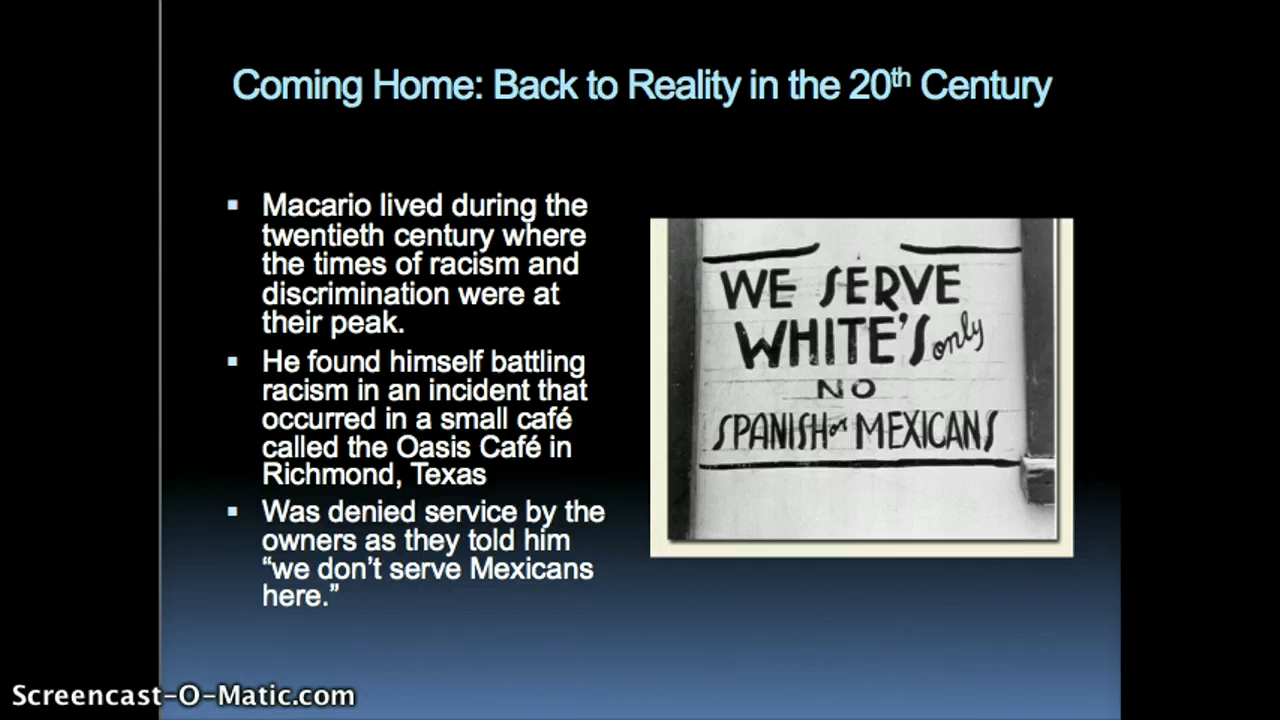 Coming Home: Back to Reality in the 20th Century
Macario lived during the
twentieth century where
the times of racism and
discrimination were at
their peak.
He found himself battling
racism in an incident that
occurred in a small café
called the Oasis Café in
Richmond, Texas
Was denied service by the
owners as they told him
“we don’t serve Mexicans
here.”
WE SERVE
WHITE'S only
NO
SPANISH or MEXICANS
Screencast-O-Matic.com